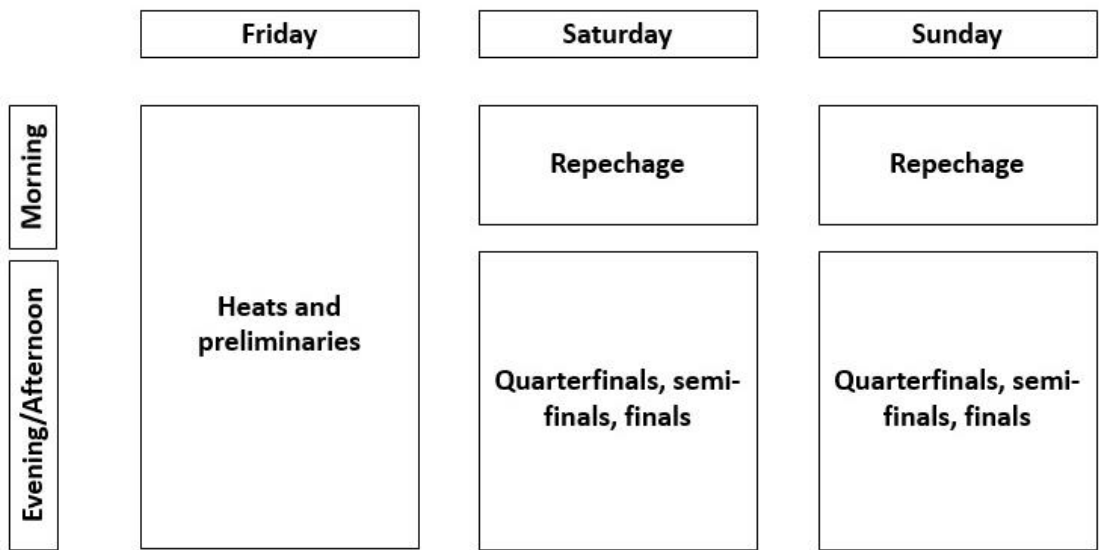 Friday
Saturday
Sunday
Morning
Repechage
Repechage
Evening/Afternoon
Heats and
preliminaries
Quarterfinals, semi-
finals, finals
Quarterfinals, semi-
finals, finals